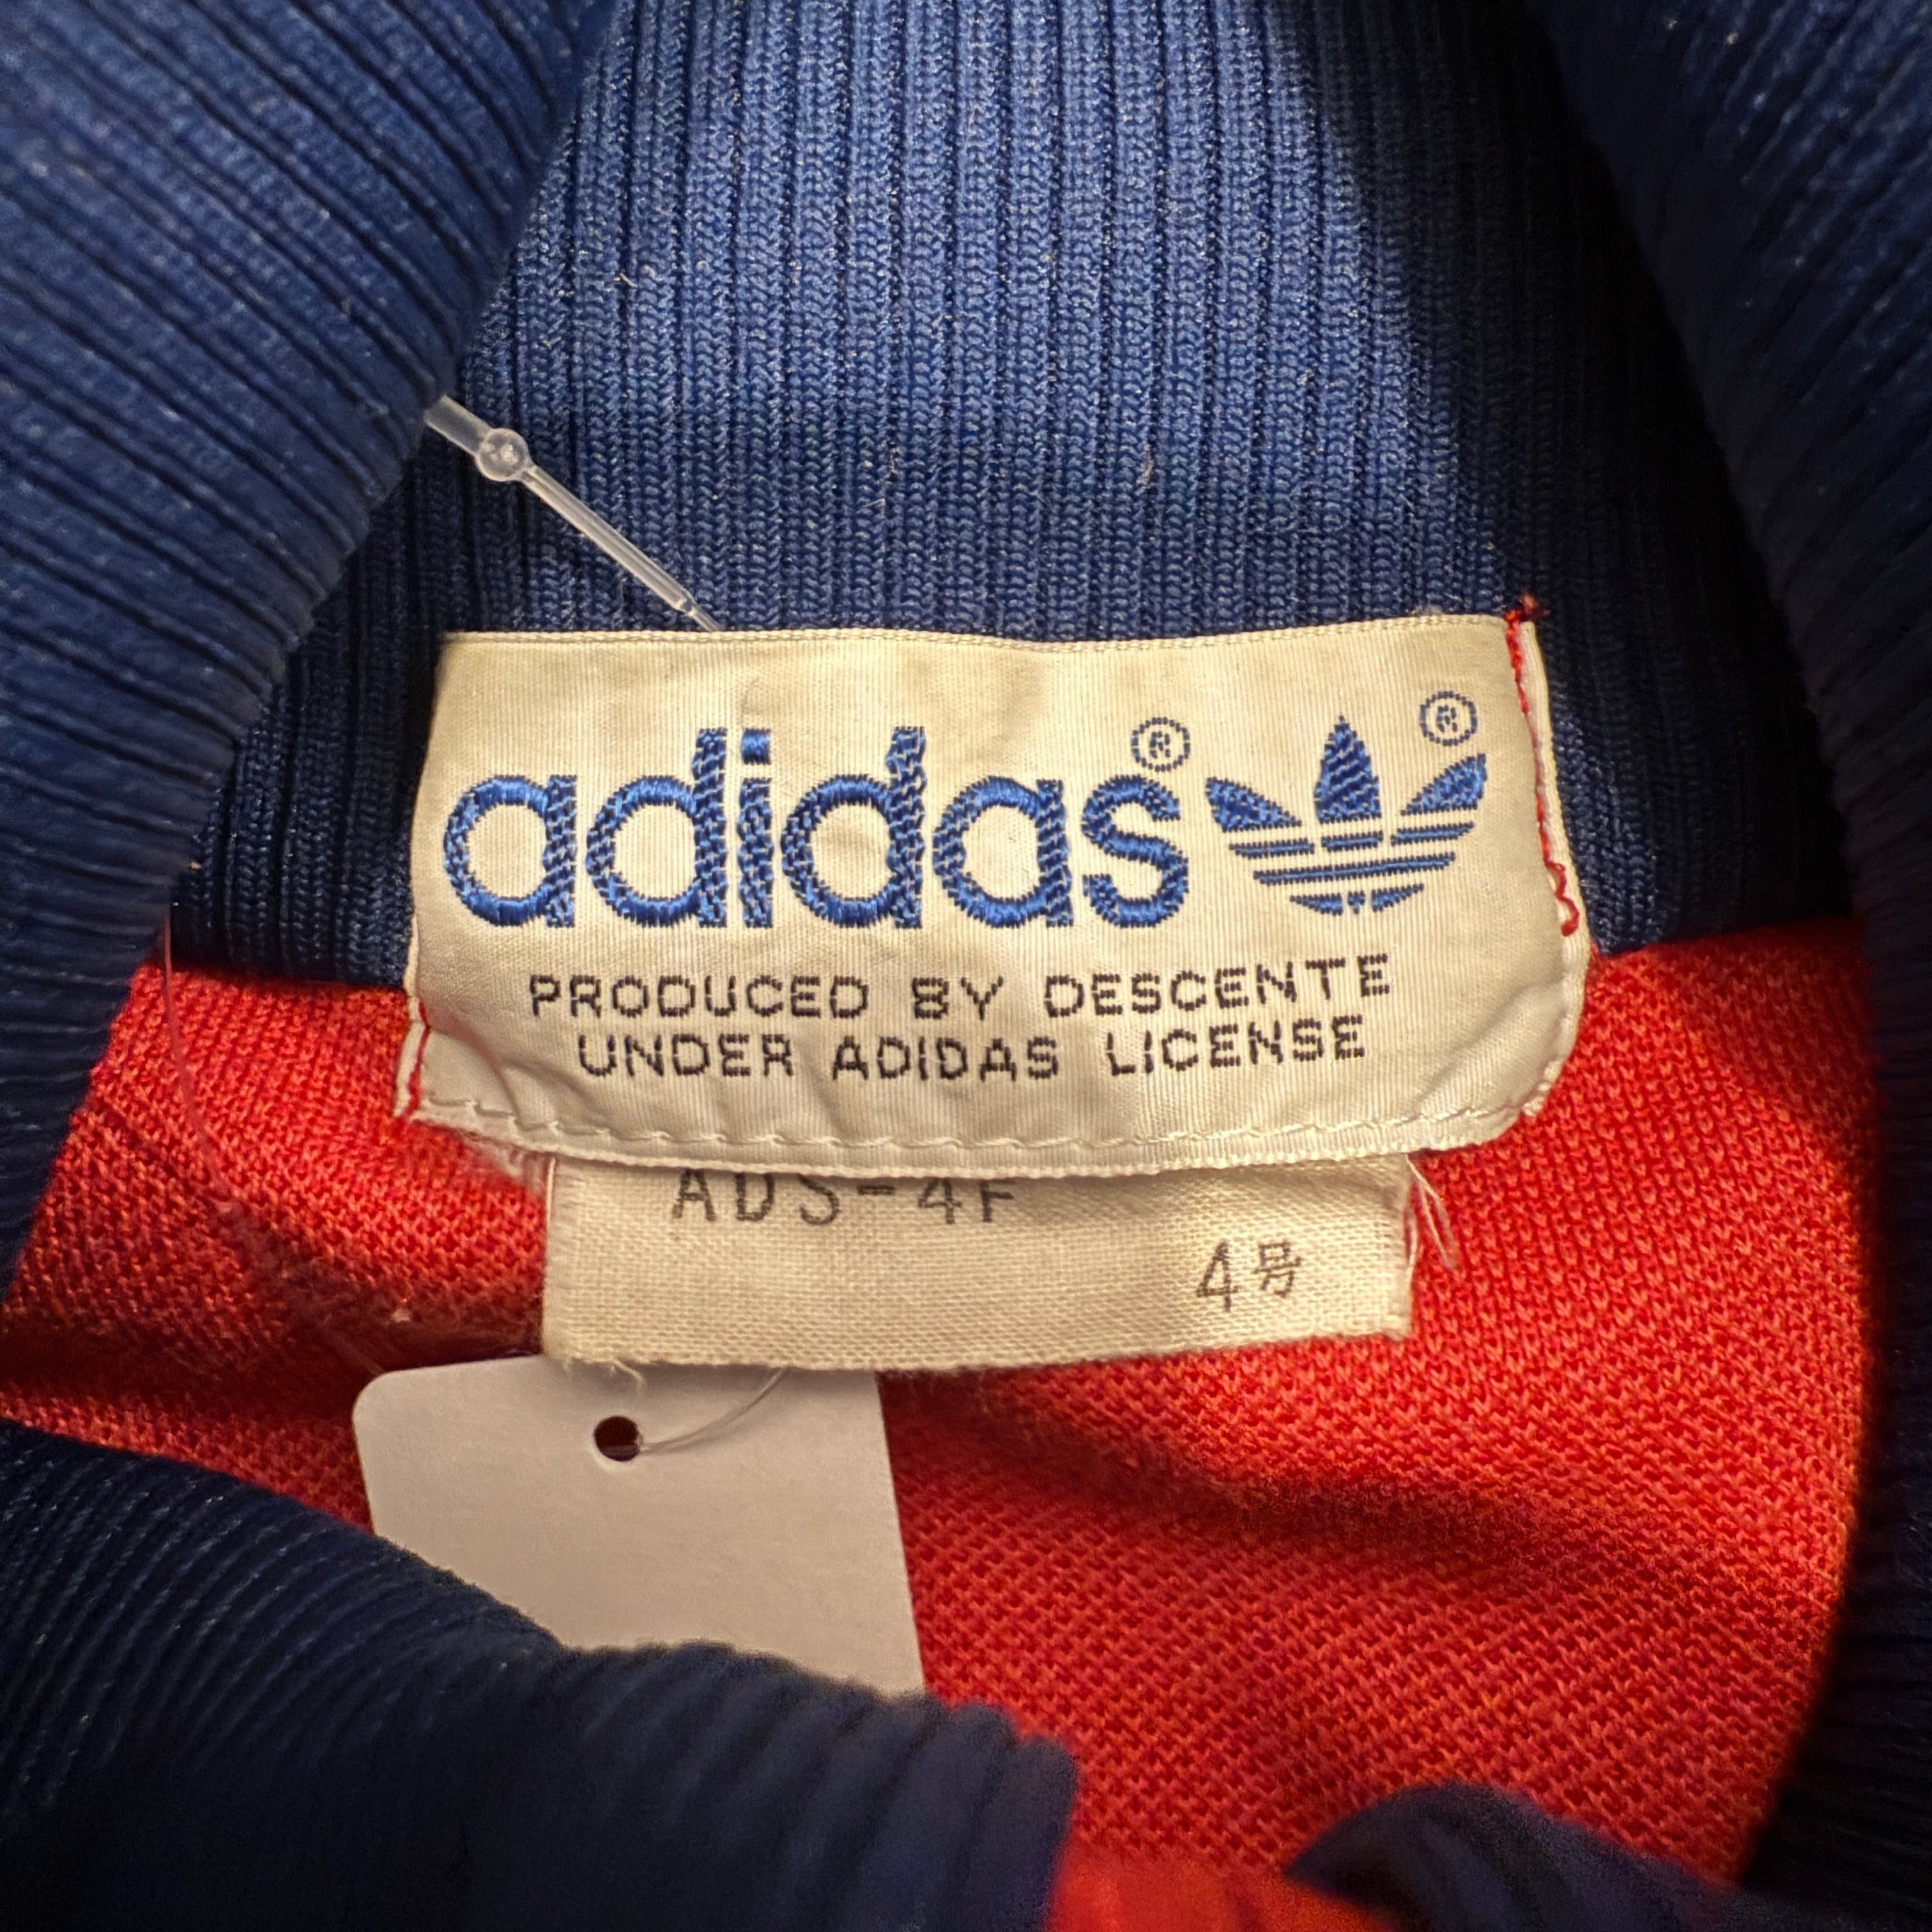 adidas® ®
PRODUCED BY DESCENTE
UNDER ADIDAS LICENSE
ADS-4F
4号